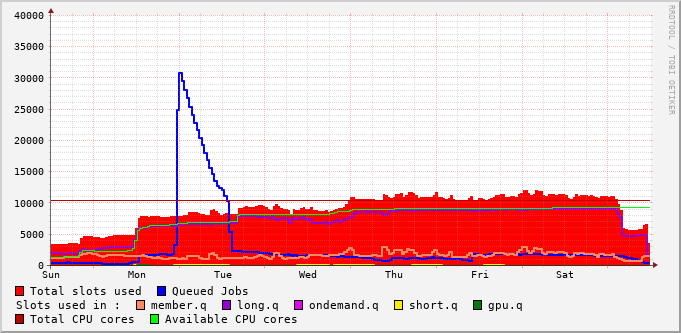 40000
35000
30000
25000
20000
15000
10000
5000
0
Sun Mon Tue Wed Thu Fri Sat
Total slots used Queued Jobs
Slots used in : member.q long.q ondemand.q short.q gpu.q
Total CPU cores Available CPU cores
RRDTOOL / TOBI OETIKER